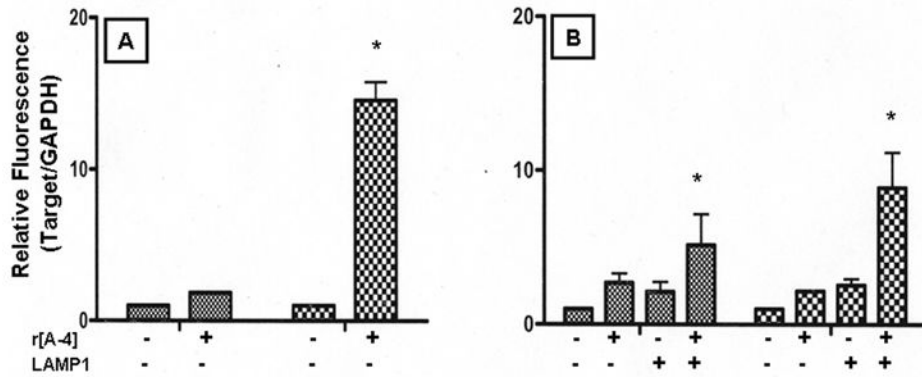 20
A
*
10
0
Relative Fluorescence
(Target/GAPDH)
r[A-4] - + - +
LAMP1 - - - -
20
B
*
*
10
0
- + - + - + - +
- - + + - - + +